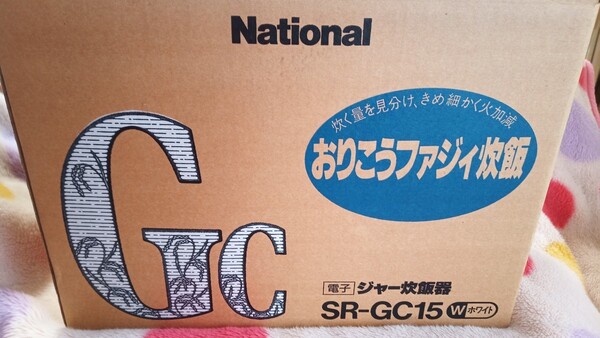 National
炊く量を見分け、きめ細かく火加減
おりこうファジィ炊飯
GC
電子 ジャー炊飯器
SR-GC15 W ホワイト